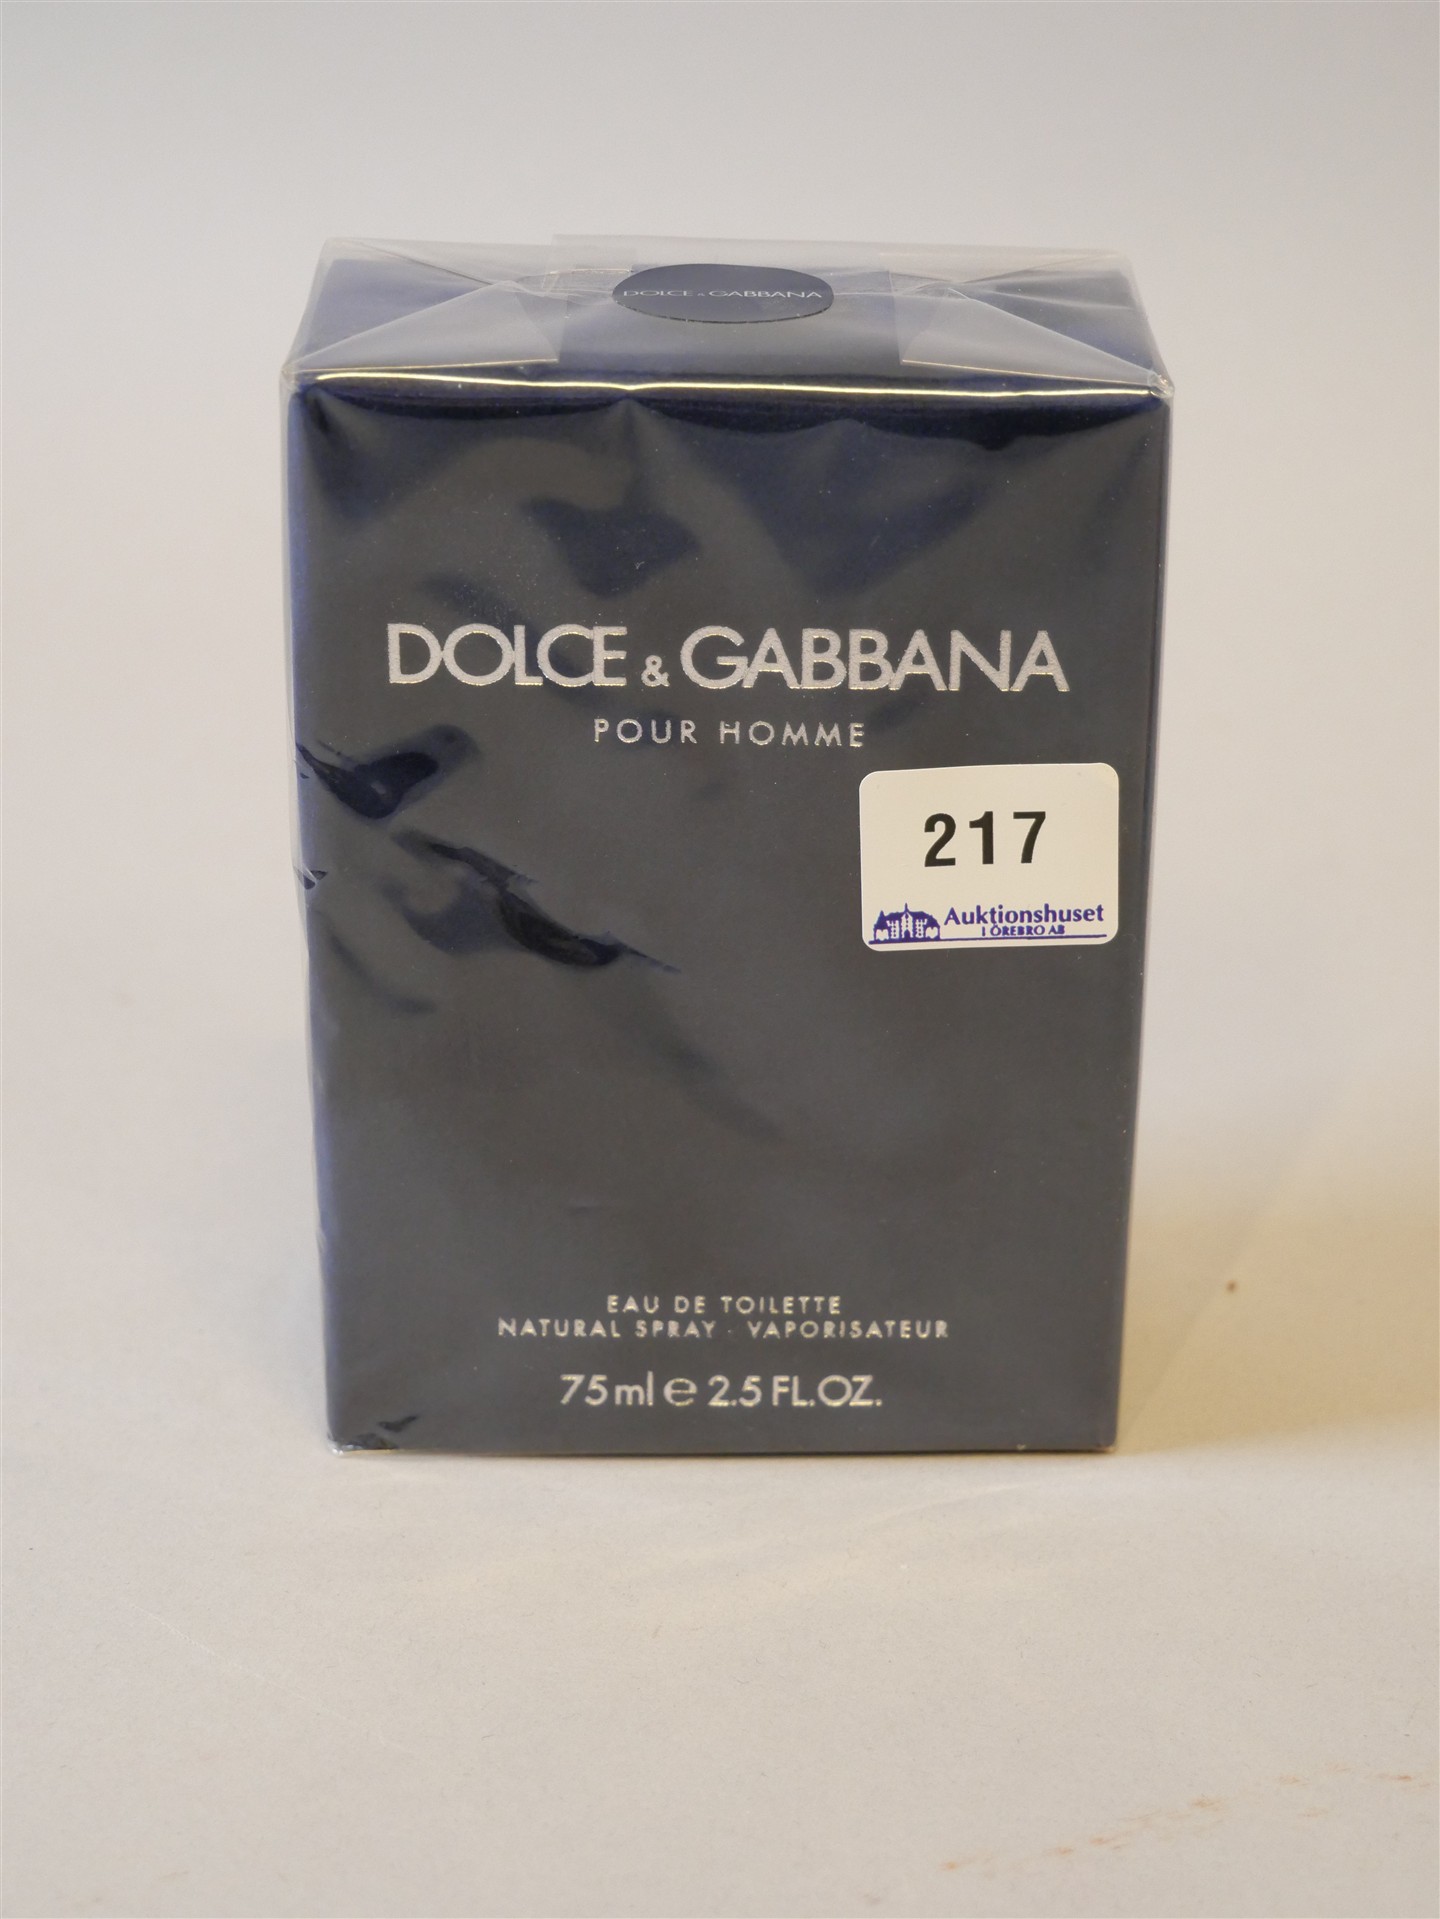 DOLCE & GABBANA
DOLCE & GABBANA
POUR HOMME
217
Auktionshuset
I ÖREBRO AB
EAU DE TOILETTE
NATURAL SPRAY · VAPORISATEUR
75ml e 2.5 FL.OZ.